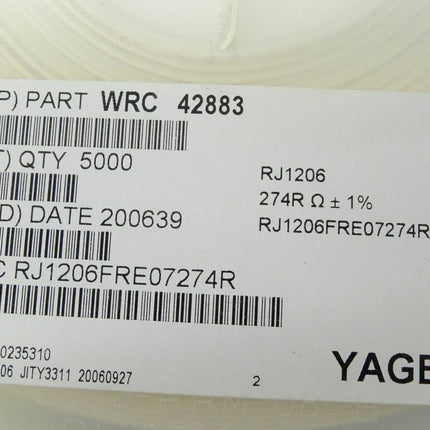 P) PART WRC 42883
T) QTY 5000
RJ1206
274R Ω ± 1%
D) DATE 200639
RJ1206FRE07274R
C RJ1206FRE07274R
0235310
06 JITY3311 20060927
2
YAGE